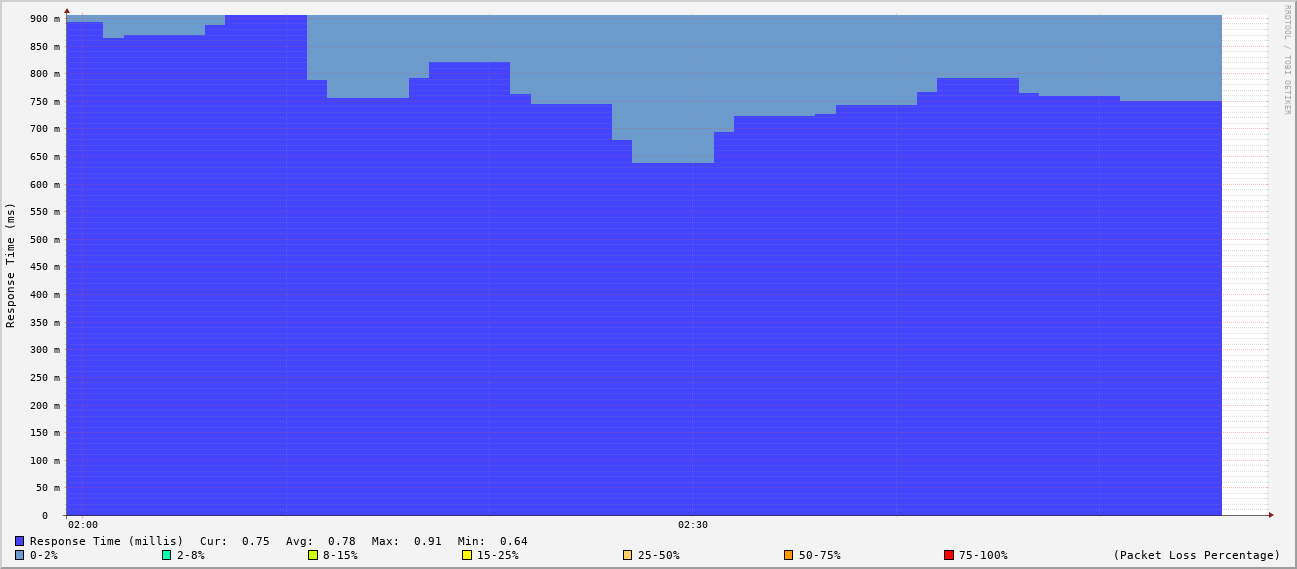 900 m
850 m
800 m
750 m
700 m
650 m
600 m
550 m
500 m
450 m
400 m
350 m
300 m
250 m
200 m
150 m
100 m
50 m
0
Response Time (ms)
RRDTOOL / TOBI OETIKER
02:00 02:30
Response Time (millis) Cur: 0.75 Avg: 0.78 Max: 0.91 Min: 0.64
0-2% 2-8% 8-15% 15-25% 25-50% 50-75% 75-100% (Packet Loss Percentage)